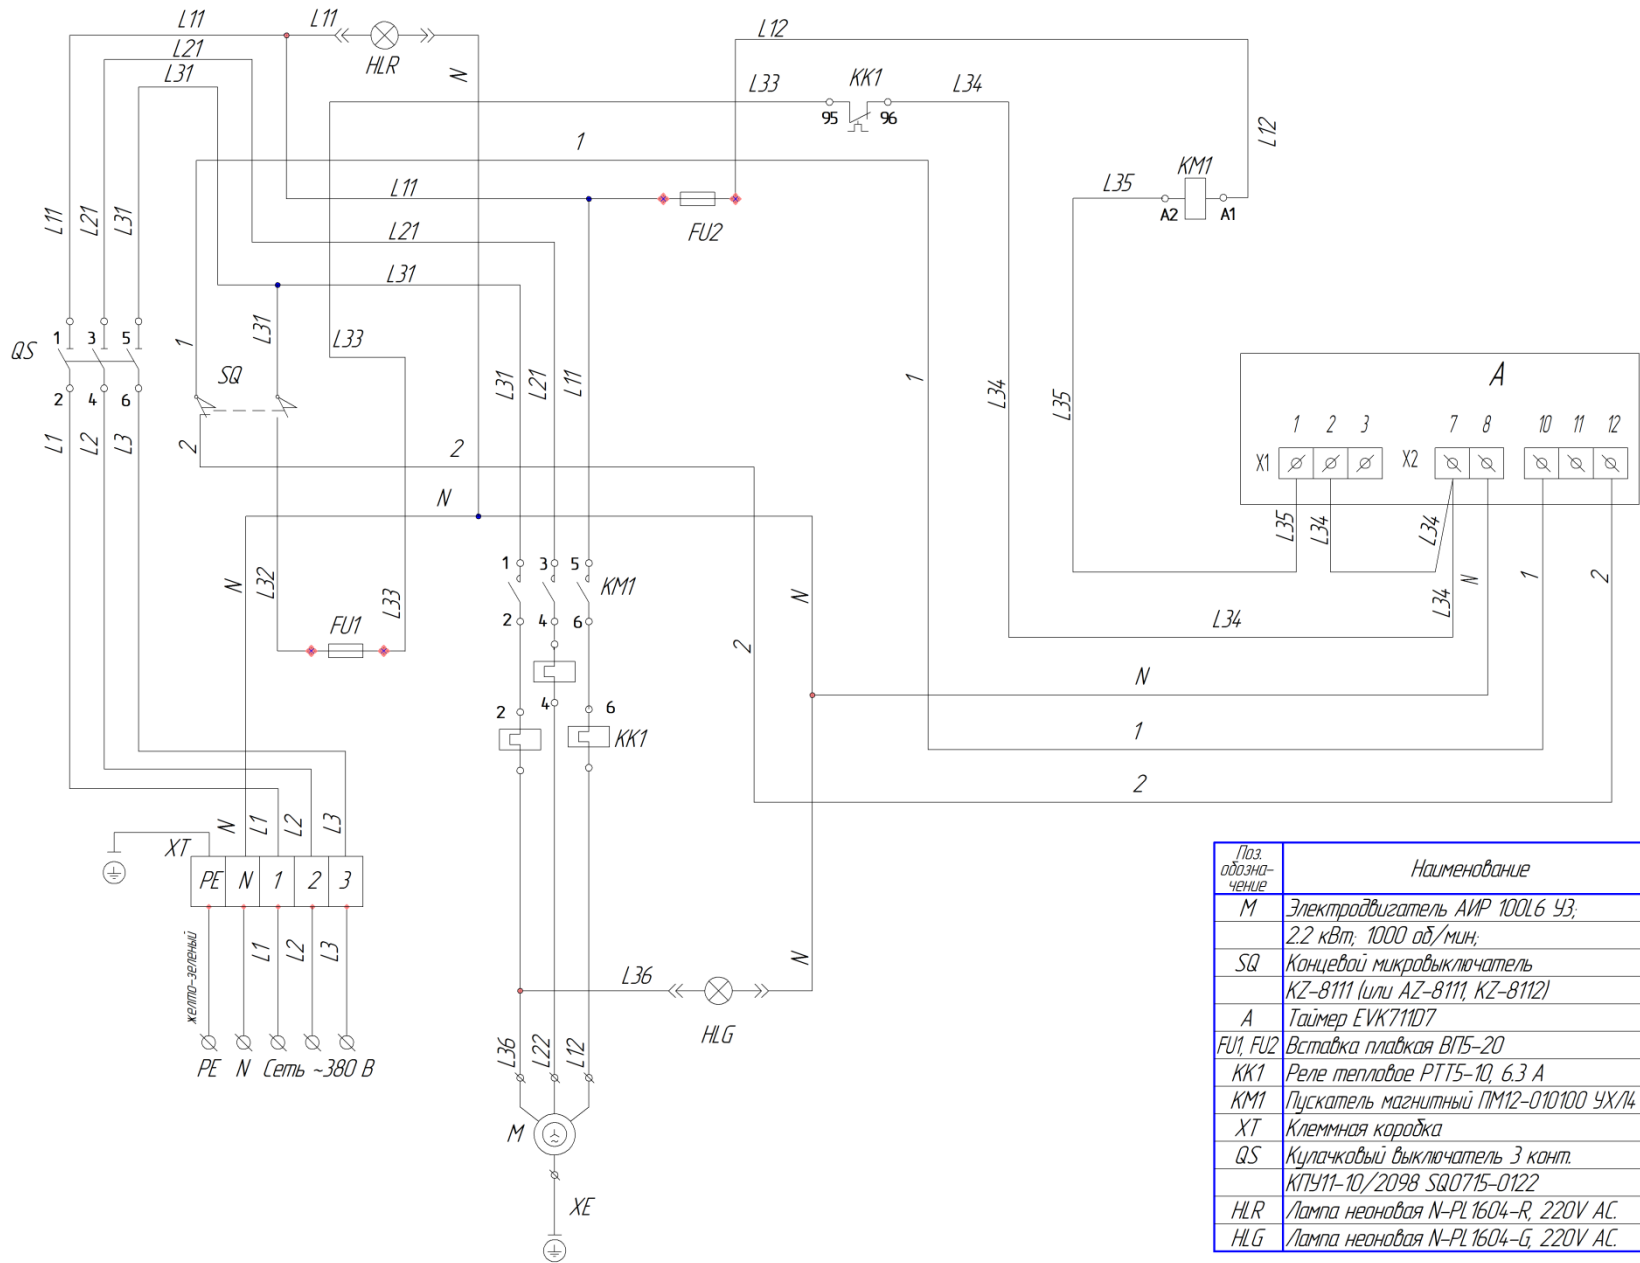 L11
L11
L12
L21
HLR
L31
N
L33
KK1
L34
95
96
L12
1
KM1
L11
L35
A2
A1
L11
L21
L31
FU2
L21
L31
1
3
5
QS
1
L31
L33
SQ
2
4
6
L31
L21
L11
1
L34
L35
A
L1
L2
L3
2
2
1
2
3
7
8
10
11
12
X1
X2
N
L35
L34
L34
N
L32
L33
1
3
5
KM1
N
L34
N
1
2
FU1
2
4
6
L34
2
N
2
4
6
KK1
1
2
XT
N
L1
L2
L3
PE
N
1
2
3
желто-зеленый
L1
L2
L3
L36
N
HLG
PE
N
Сеть ~380 В
L36
L22
L12
M
XE
Поз. обозна-чение
Наименование
M
Электродвигатель АИР 100L6 У3;
2.2 кВт; 1000 об/мин;
SQ
Концевой микровыключатель
KZ-8111 (или AZ-8111, KZ-8112)
A
Таймер EVK711D7
FU1, FU2
Вставка плавкая ВП5-20
KK1
Реле тепловое РТТ5-10, 6.3 А
KM1
Пускатель магнитный ПМ12-010100 УХЛ4
XT
Клеммная коробка
QS
Кулачковый выключатель 3 конт.
КПУ11-10/2098 SQ0715-0122
HLR
Лампа неоновая N-PL1604-R, 220V AC.
HLG
Лампа неоновая N-PL1604-G, 220V AC.